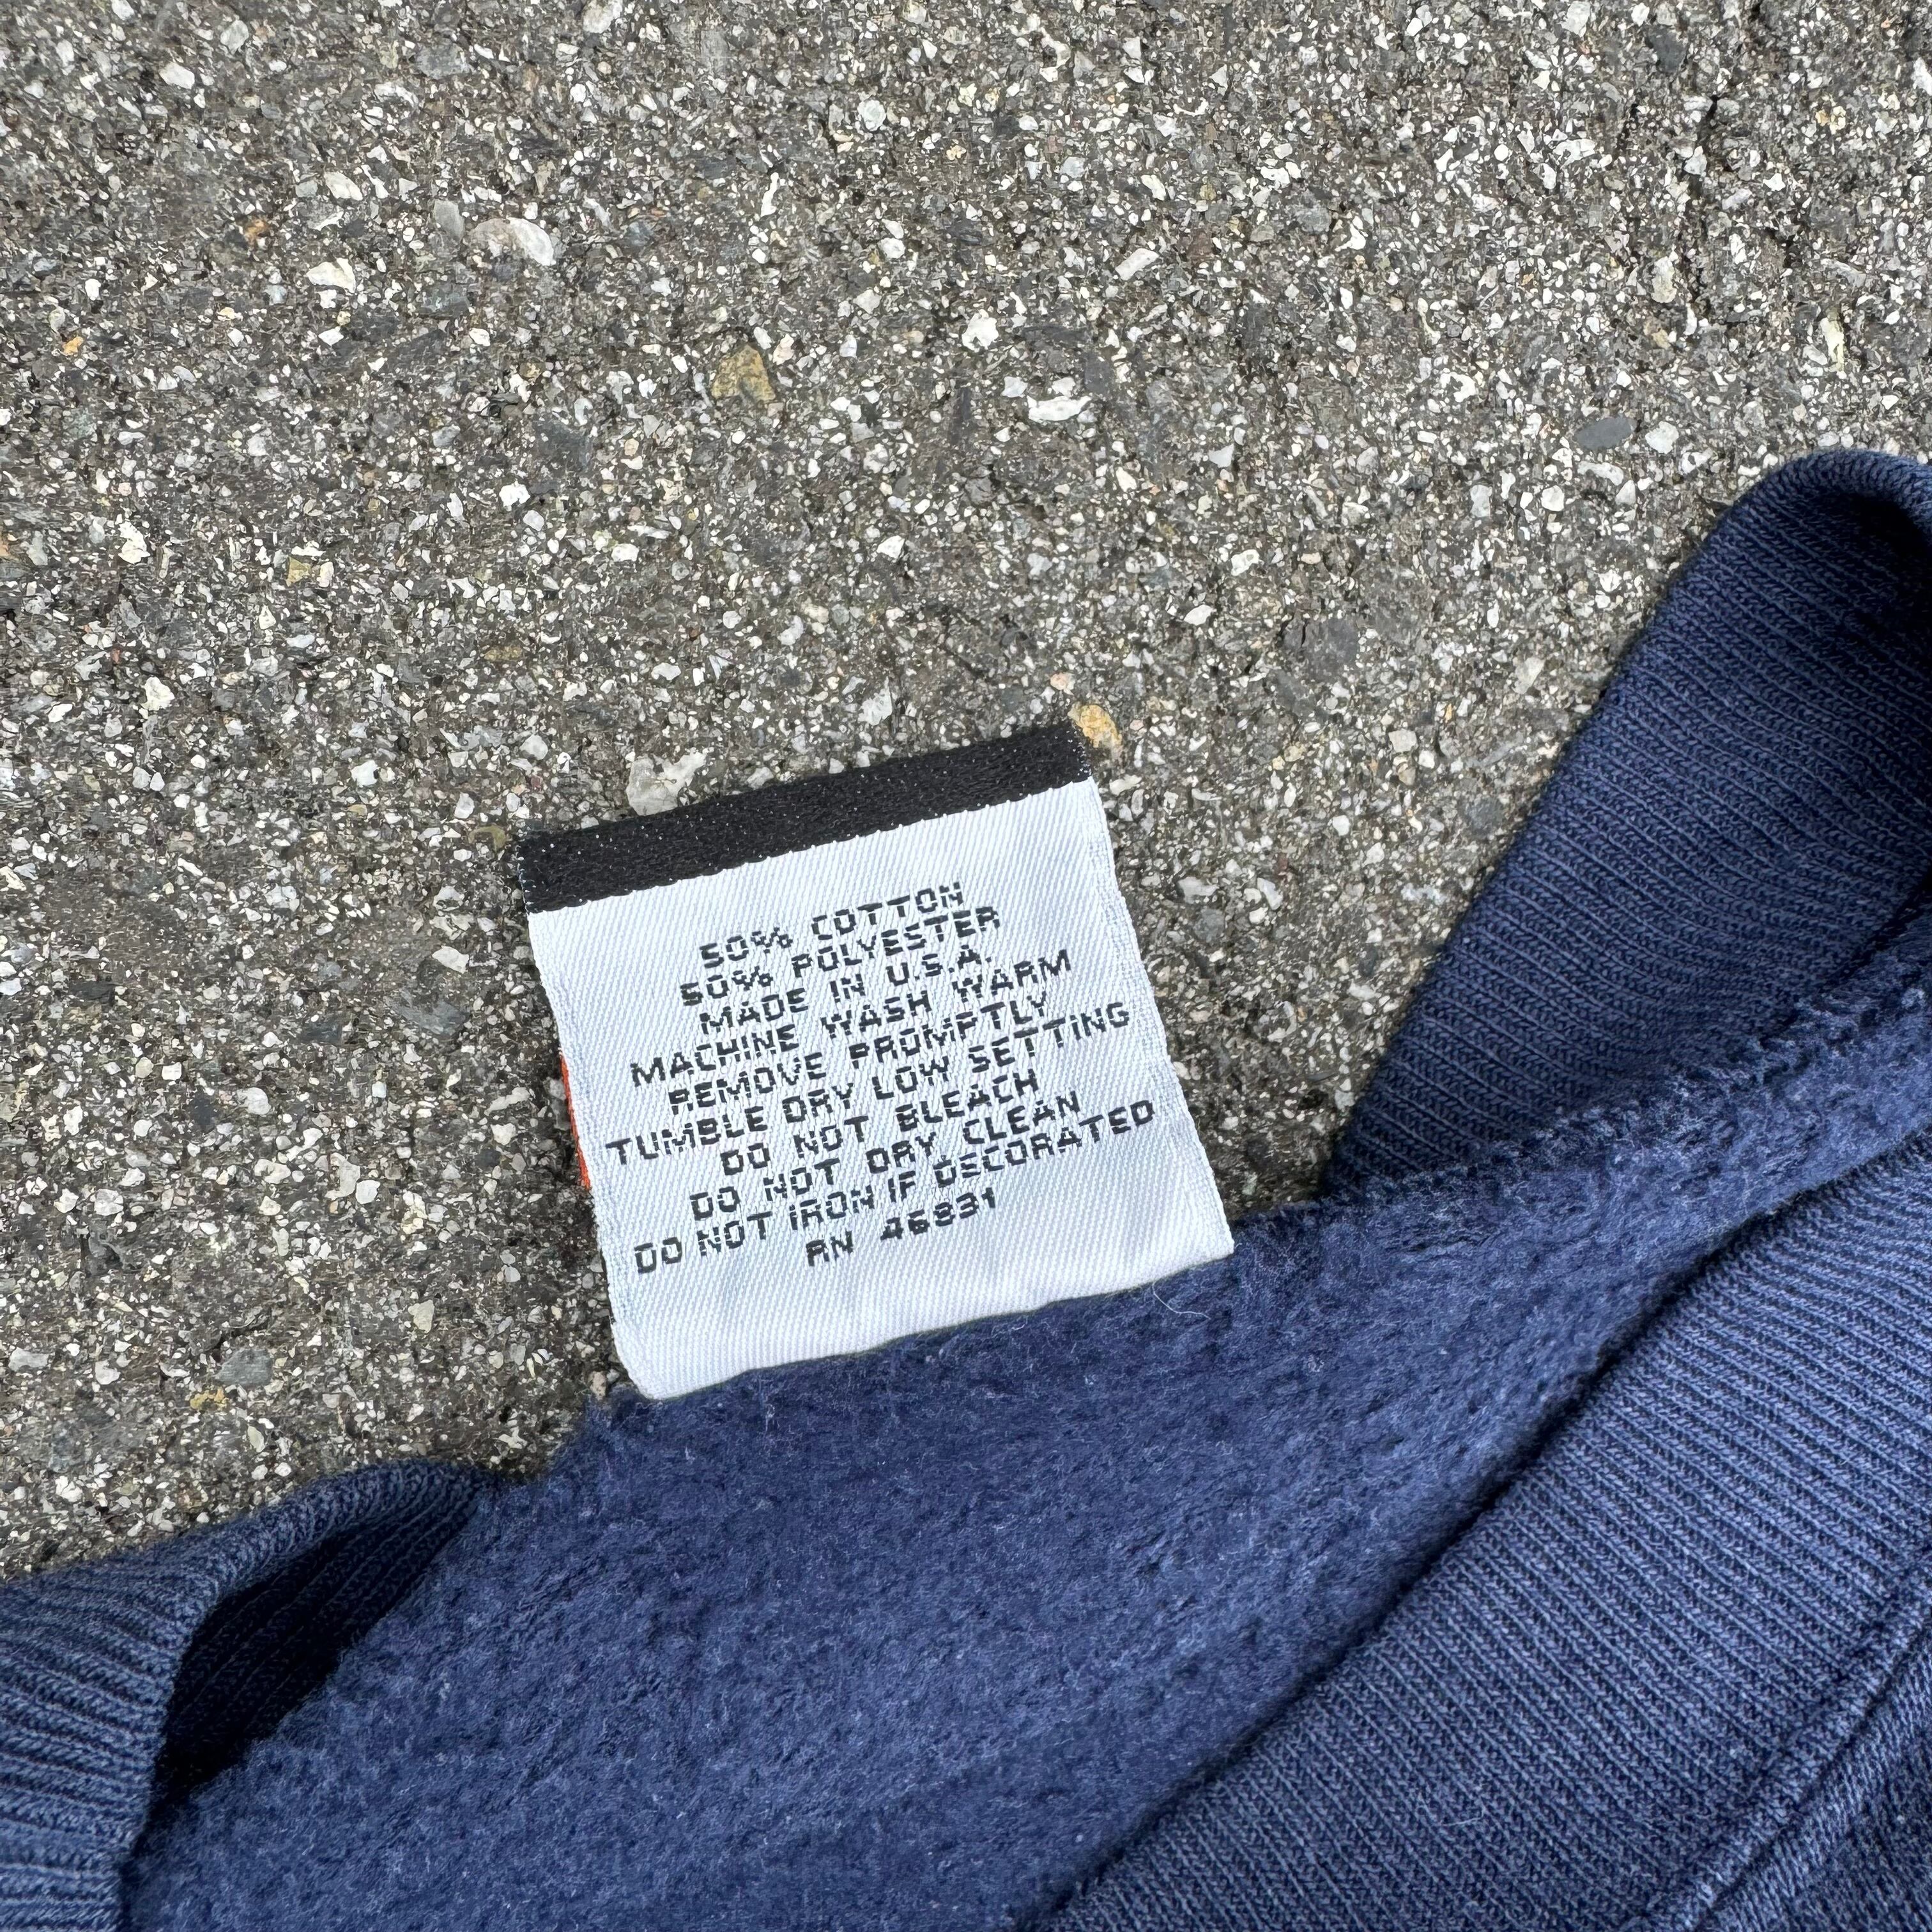 50% COTTON
50% POLYESTER
MADE IN U.S.A.
MACHINE WASH WARM
REMOVE PROMPTLY
TUMBLE DRY LOW SETTING
DO NOT BLEACH
DO NOT DRY CLEAN
DO NOT IRON IF DECORATED
RN 46831